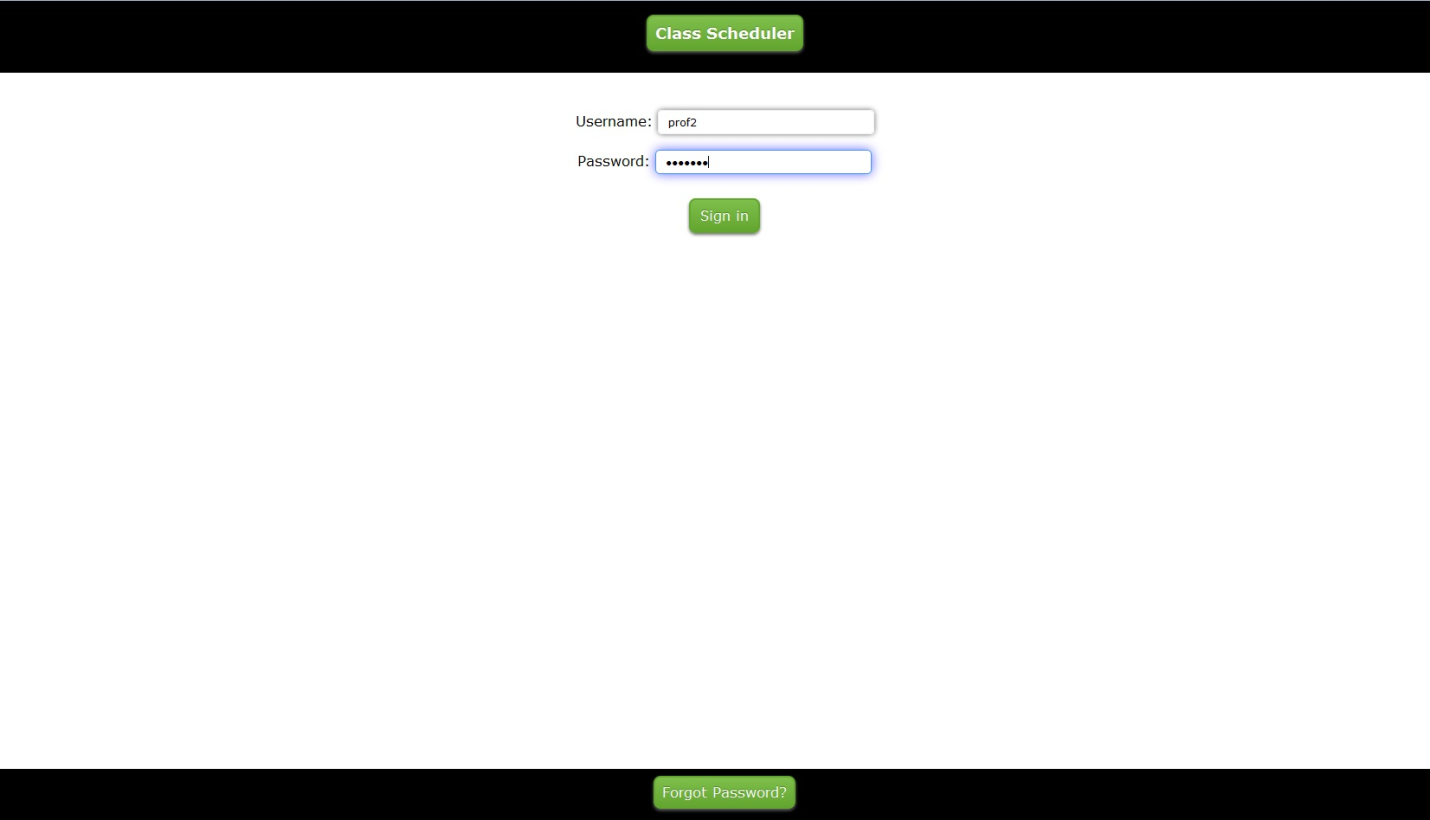 Class Scheduler
Username: prof2
Password: •••••••
Sign in
Forgot Password?